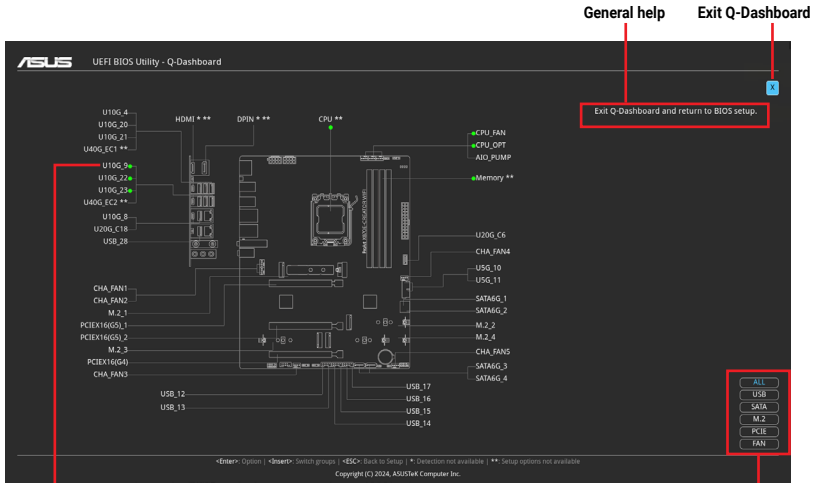 General help
Exit Q-Dashboard
ASUS
UEFI BIOS Utility - Q-Dashboard
X
Exit Q-Dashboard and return to BIOS setup.
U10G_4
U10G_20
U10G_21
U40G_EC1 **
U10G_9
U10G_22
U10G_23
U40G_EC2 **
U10G_8
U20G_C18
USB_28
HDMI * **
DPIN * **
CPU **
CPU_FAN
CPU_OPT
AIO_PUMP
Memory **
U20G_C6
CHA_FAN4
U5G_10
U5G_11
SATA6G_1
SATA6G_2
M.2_2
M.2_4
CHA_FAN5
SATA6G_3
SATA6G_4
CHA_FAN1
CHA_FAN2
M.2_1
PCIEX16(G5)_1
PCIEX16(G5)_2
M.2_3
PCIEX16(G4)
CHA_FAN3
USB_12
USB_13
USB_17
USB_16
USB_15
USB_14
ALL
USB
SATA
M.2
PCIE
FAN
<Enter>: Option | <Insert>: Switch groups | <ESC>: Back to Setup | *: Detection not available | **: Setup options not available
Copyright (C) 2024, ASUSTeK Computer Inc.